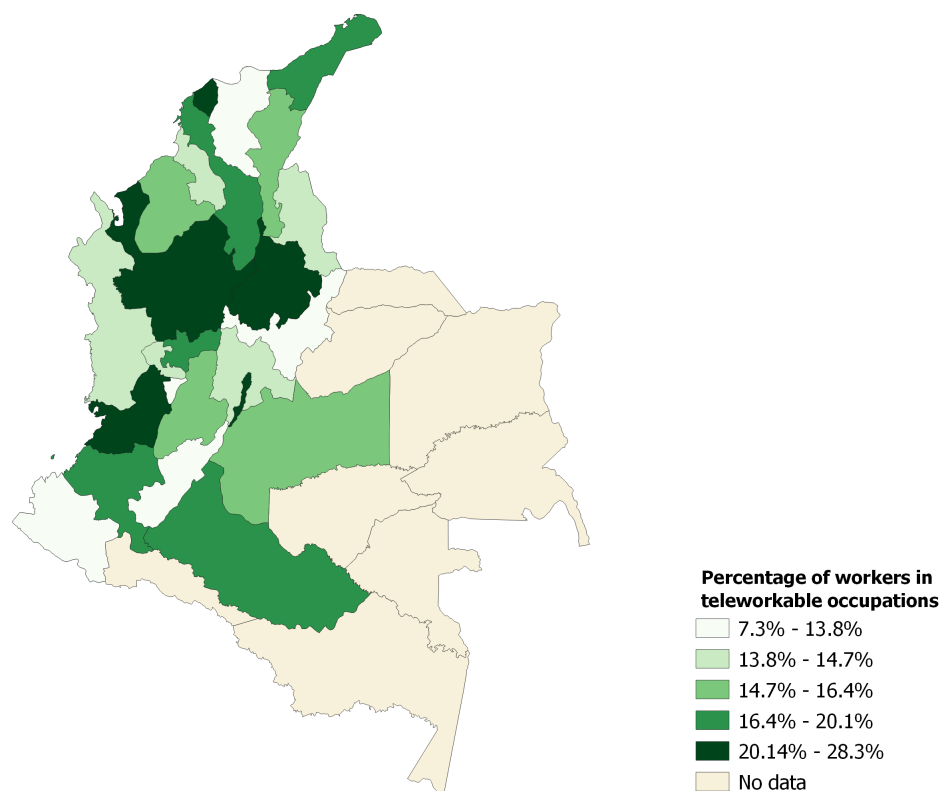 Percentage of workers in
teleworkable occupations
7.3% - 13.8%
13.8% - 14.7%
14.7% - 16.4%
16.4% - 20.1%
20.14% - 28.3%
No data